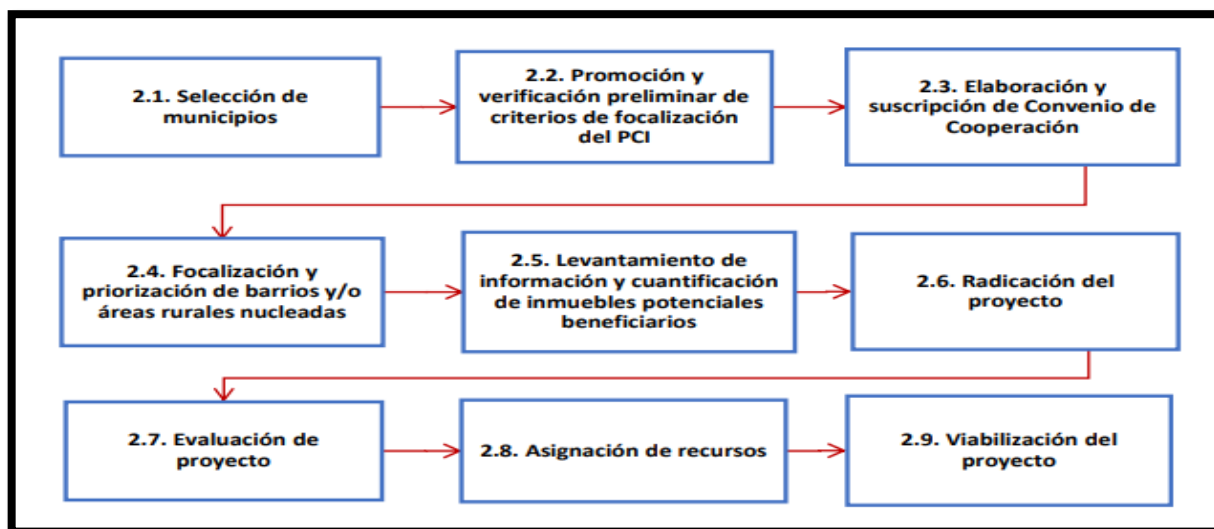 2.1. Selección de
municipios
2.2. Promoción y
verificación preliminar de
criterios de focalización
del PCI
2.3. Elaboración y
suscripción de Convenio de
Cooperación
2.4. Focalización y
priorización de barrios y/o
áreas rurales nucleadas
2.5. Levantamiento de
información y cuantificación
de inmuebles potenciales
beneficiarios
2.6. Radicación del
proyecto
2.7. Evaluación de
proyecto
2.8. Asignación de recursos
2.9. Viabilización del
proyecto